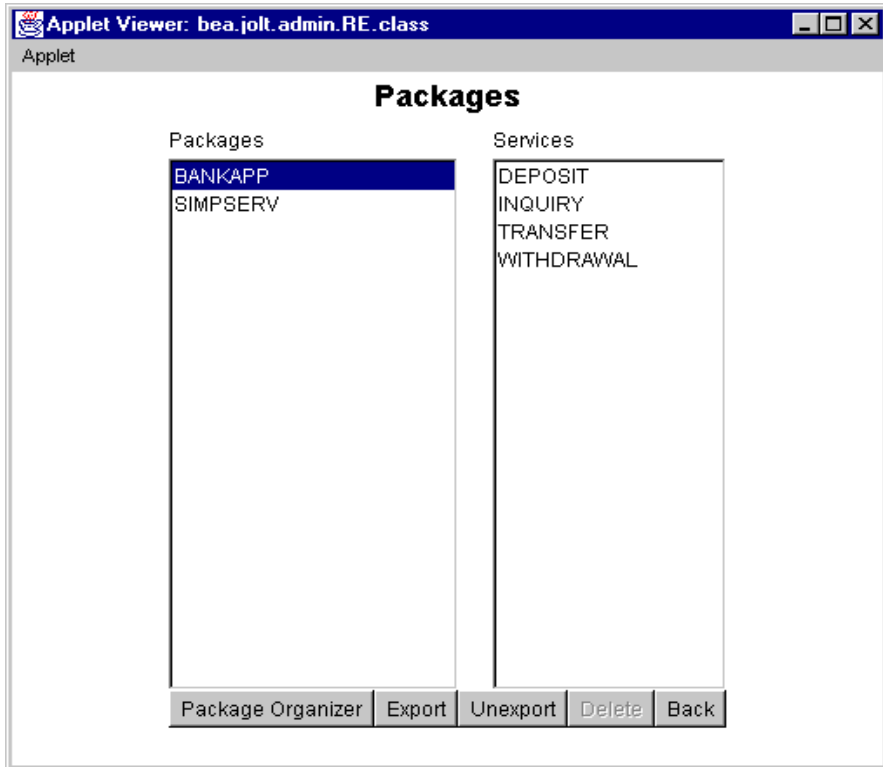 Applet Viewer: bea.jolt.admin.RE.class
Applet
Packages
Packages
Services
BANKAPP
SIMPSERV
DEPOSIT
INQUIRY
TRANSFER
WITHDRAWAL
Package Organizer Export Unexport Delete Back